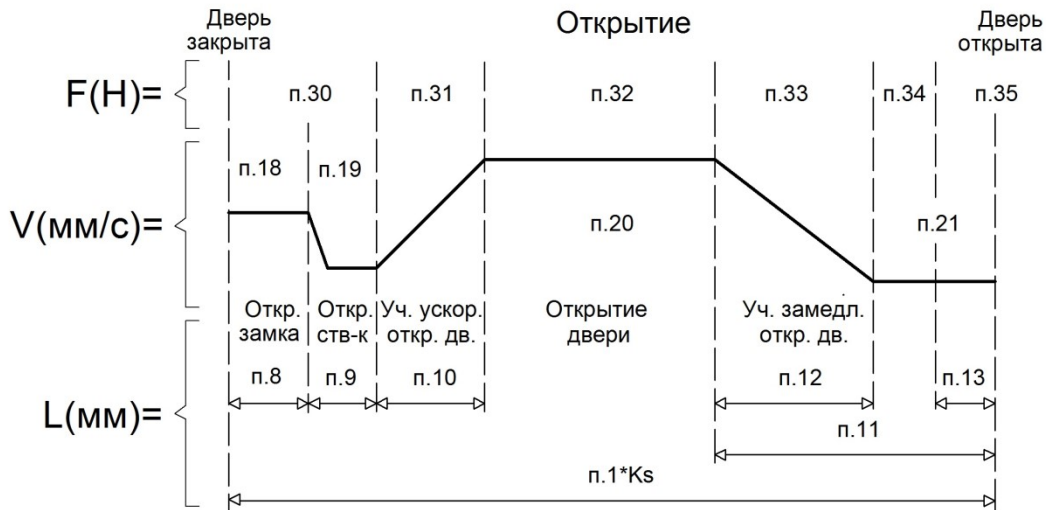 Дверь
закрыта
Открытие
Дверь
открыта
F(Н)=
п.30
п.31
п.32
п.33
п.34
п.35
V(мм/с)=
п.18
п.19
п.20
п.21
Откр.
замка
Откр.
ств-к
Уч. ускор.
откр. дв.
Открытие
двери
Уч. замедл.
откр. дв.
L(мм)=
п.8
п.9
п.10
п.12
п.13
п.11
п.1*Ks